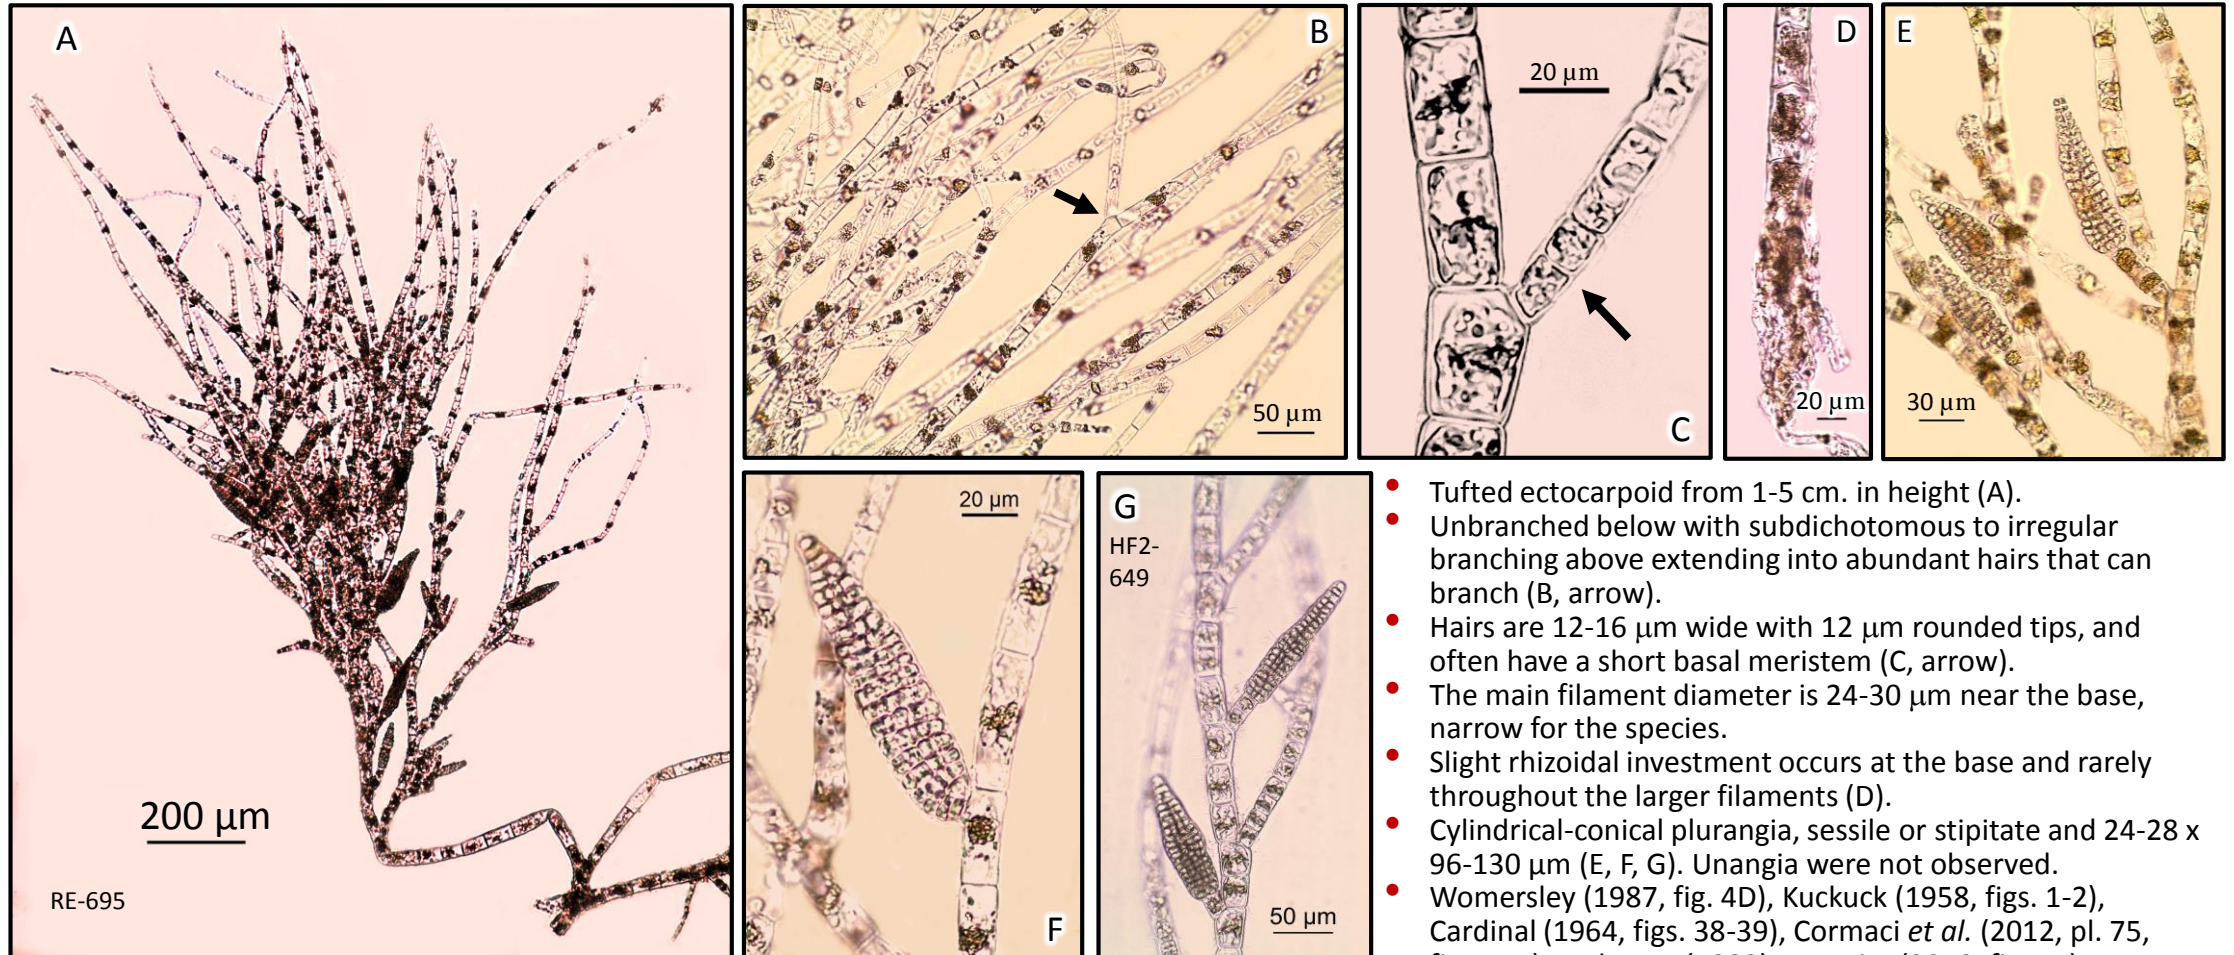 A
200 µm
RE-695
B
50 µm
20 µm
C
D
20 µm
E
30 µm
20 µm
F
G
HF2-
649
50 µm
• Tufted ectocarpoid from 1-5 cm. in height (A).
• Unbranched below with subdichotomous to irregular
branching above extending into abundant hairs that can
branch (B, arrow).
• Hairs are 12-16 µm wide with 12 µm rounded tips, and
often have a short basal meristem (C, arrow).
• The main filament diameter is 24-30 µm near the base,
narrow for the species.
• Slight rhizoidal investment occurs at the base and rarely
throughout the larger filaments (D).
• Cylindrical-conical plurangia, sessile or stipitate and 24-28 x
96-130 µm (E, F, G). Unangia were not observed.
• Womersley (1987, fig. 4D), Kuckuck (1958, figs. 1-2),
Cardinal (1964, figs. 38-39), Cormaci et al. (2012, pl. 75,